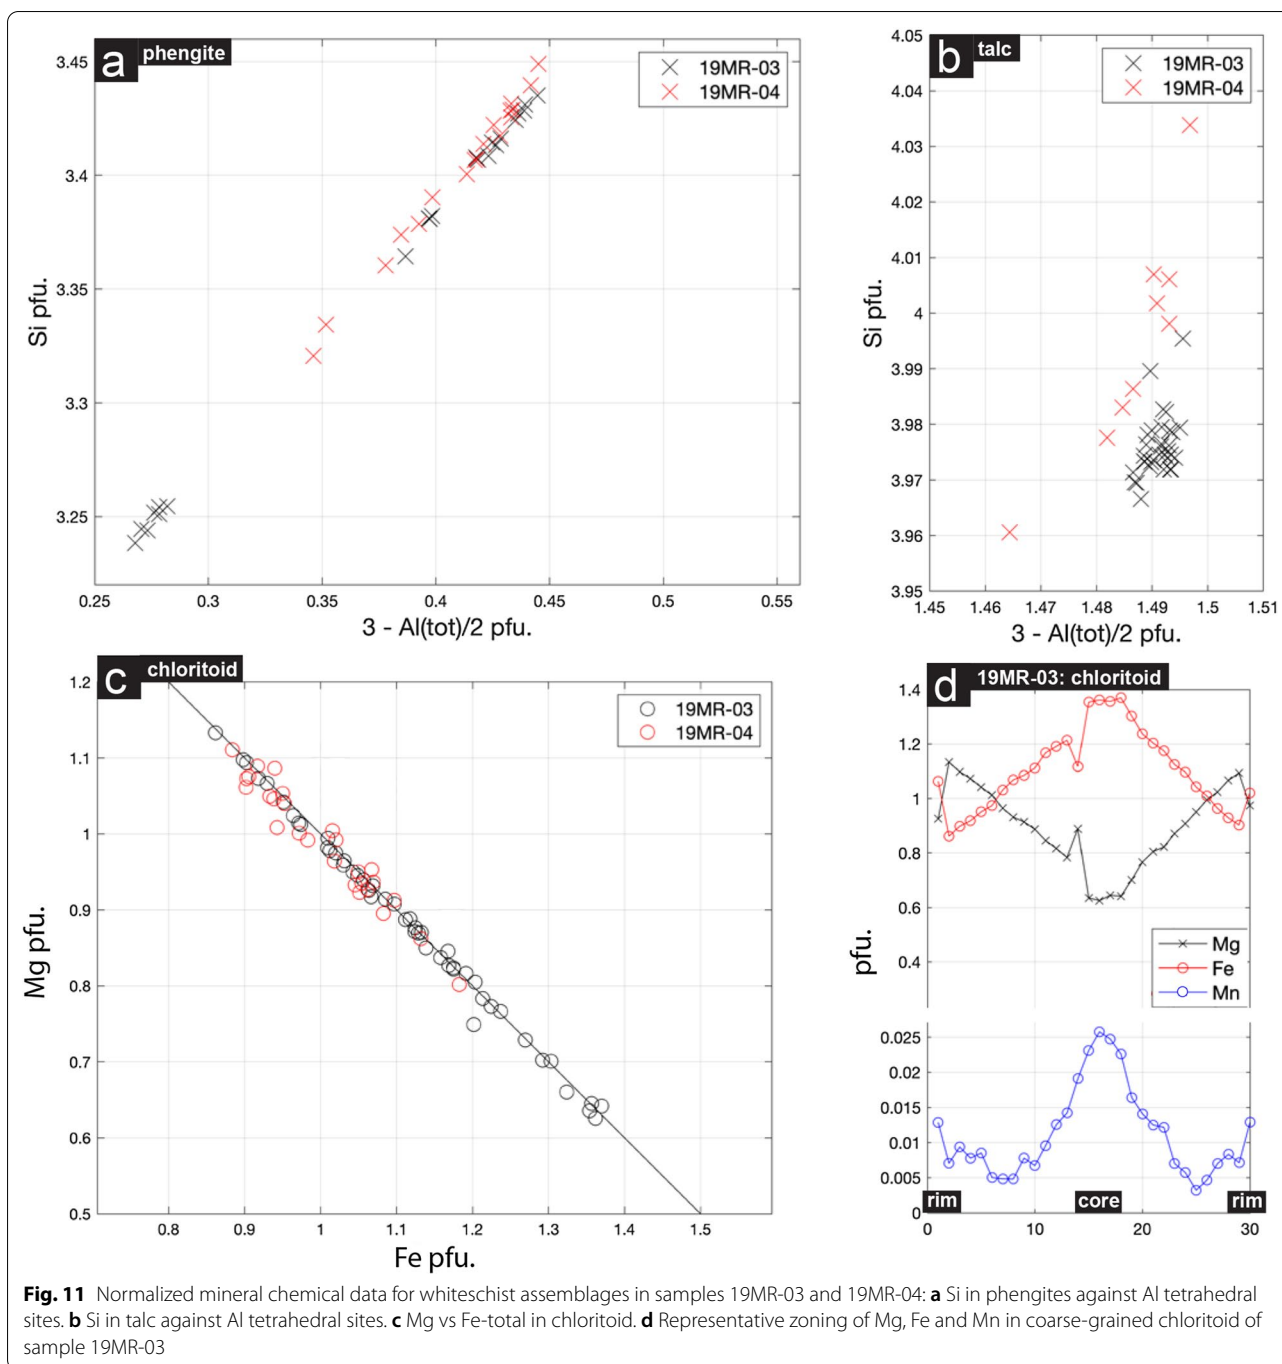 a phengite
19MR-03
19MR-04
3.45
3.4
3.35
3.3
3.25
Si pfu.
0.25 0.3 0.35 0.4 0.45 0.5 0.55
3 - Al(tot)/2 pfu.
b talc
19MR-03
19MR-04
4.05
4.04
4.03
4.02
4.01
4
3.99
3.98
3.97
3.96
3.95
Si pfu.
1.45 1.46 1.47 1.48 1.49 1.5 1.51
3 - Al(tot)/2 pfu.
c chloritoid
19MR-03
19MR-04
1.2
1.1
1
0.9
0.8
0.7
0.6
0.5
Mg pfu.
0.8 0.9 1 1.1 1.2 1.3 1.4 1.5
Fe pfu.
d 19MR-03: chloritoid
1.4
1.2
1
0.8
0.6
0.4
pfu.
Mg
Fe
Mn
0.025
0.02
0.015
0.01
0.005
0
rim core rim
0 10 20 30
Fig. 11 Normalized mineral chemical data for whiteschist assemblages in samples 19MR-03 and 19MR-04: a Si in phengites against Al tetrahedral
sites. b Si in talc against Al tetrahedral sites. c Mg vs Fe-total in chloritoid. d Representative zoning of Mg, Fe and Mn in coarse-grained chloritoid of
sample 19MR-03